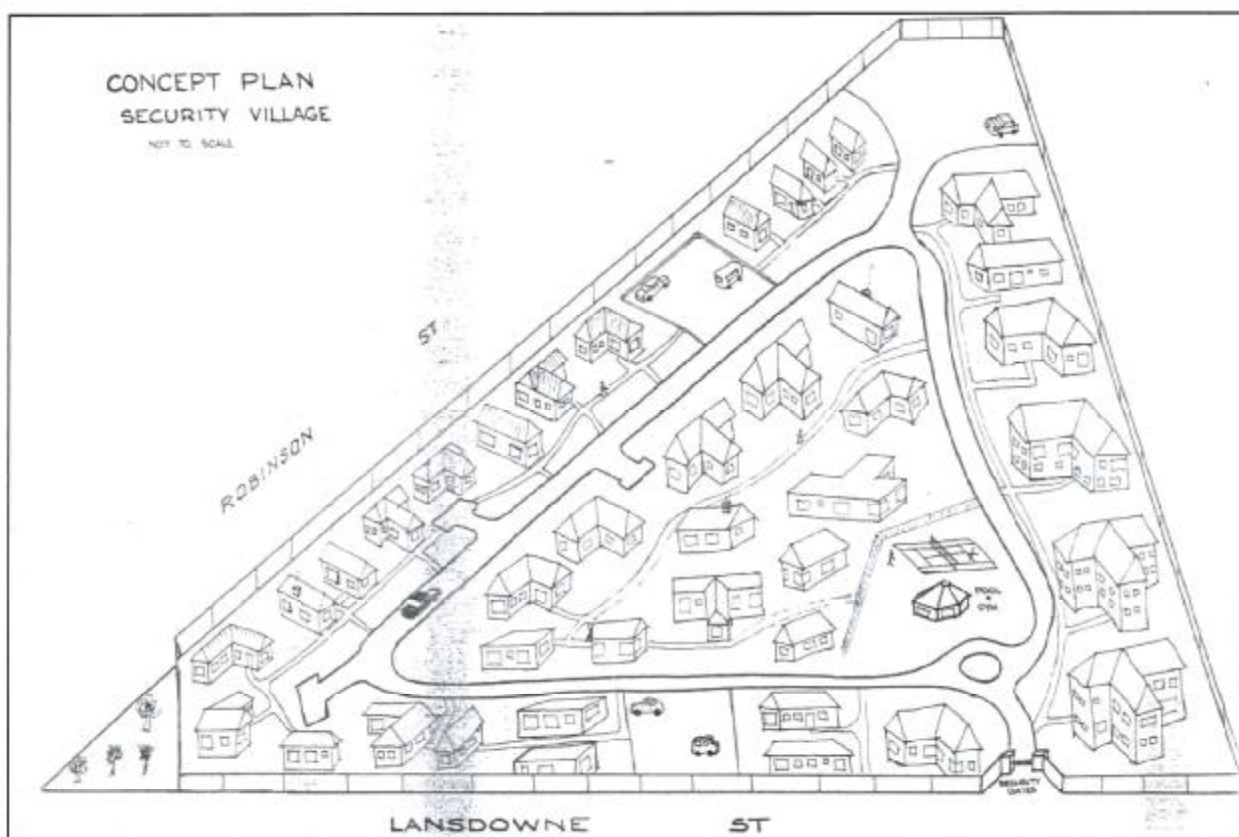 CONCEPT PLAN
SECURITY VILLAGE
NOT TO SCALE
ROBINSON ST
POOL
+
GYM
SECURITY
GATES
LANSDOWNE ST